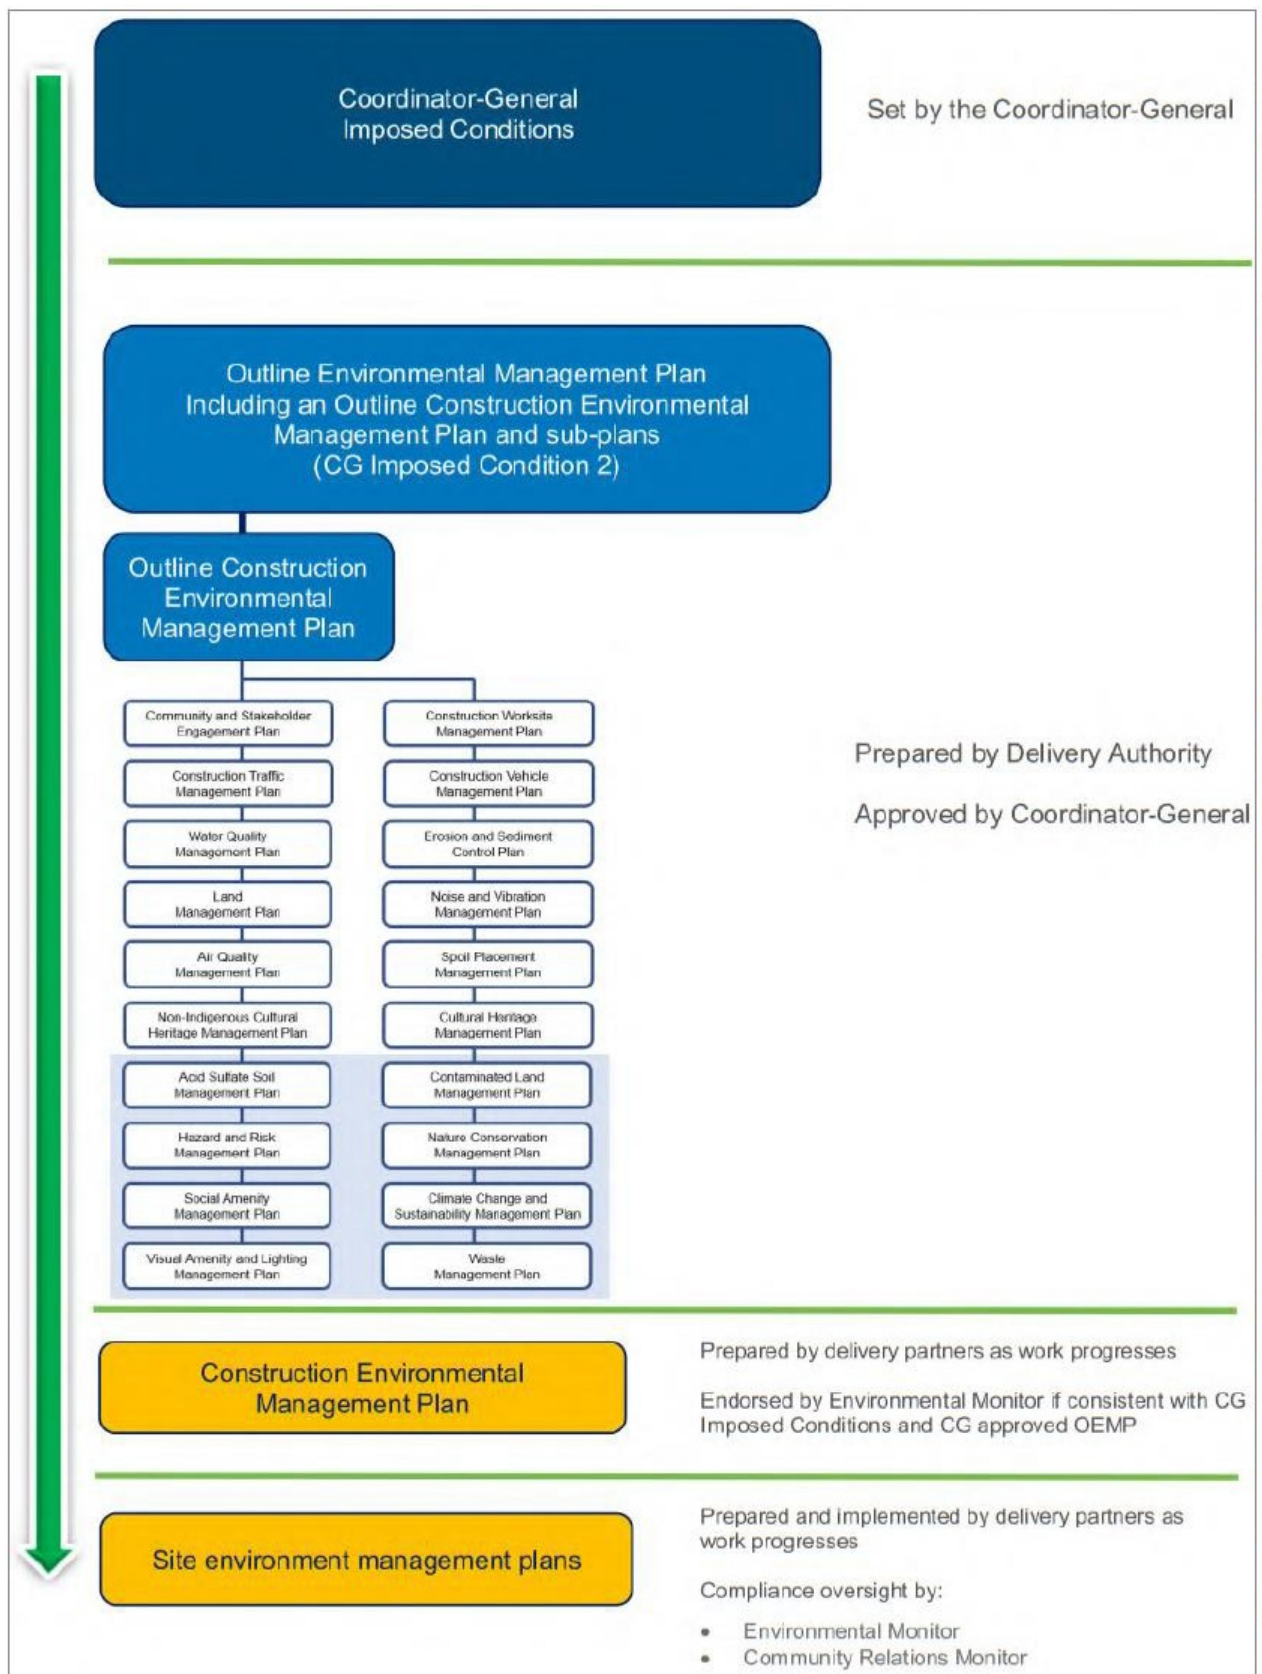 Coordinator-General
Imposed Conditions
Set by the Coordinator-General
Outline Environmental Management Plan
Including an Outline Construction Environmental
Management Plan and sub-plans
(CG Imposed Condition 2)
Outline Construction
Environmental
Management Plan
Community and Stakeholder
Engagement Plan
Construction Worksite
Management Plan
Construction Traffic
Management Plan
Construction Vehicle
Management Plan
Water Quality
Management Plan
Erosion and Sediment
Control Plan
Land
Management Plan
Noise and Vibration
Management Plan
Air Quality
Management Plan
Spoil Placement
Management Plan
Non-Indigenous Cultural
Heritage Management Plan
Cultural Heritage
Management Plan
Acid Sulfate Soil
Management Plan
Contaminated Land
Management Plan
Hazard and Risk
Management Plan
Nature Conservation
Management Plan
Social Amenity
Management Plan
Climate Change and
Sustainability Management Plan
Visual Amenity and Lighting
Management Plan
Waste
Management Plan
Prepared by Delivery Authority
Approved by Coordinator-General
Construction Environmental
Management Plan
Prepared by delivery partners as work progresses
Endorsed by Environmental Monitor if consistent with CG
Imposed Conditions and CG approved OEMP
Site environment management plans
Prepared and implemented by delivery partners as
work progresses
Compliance oversight by:
• Environmental Monitor
• Community Relations Monitor